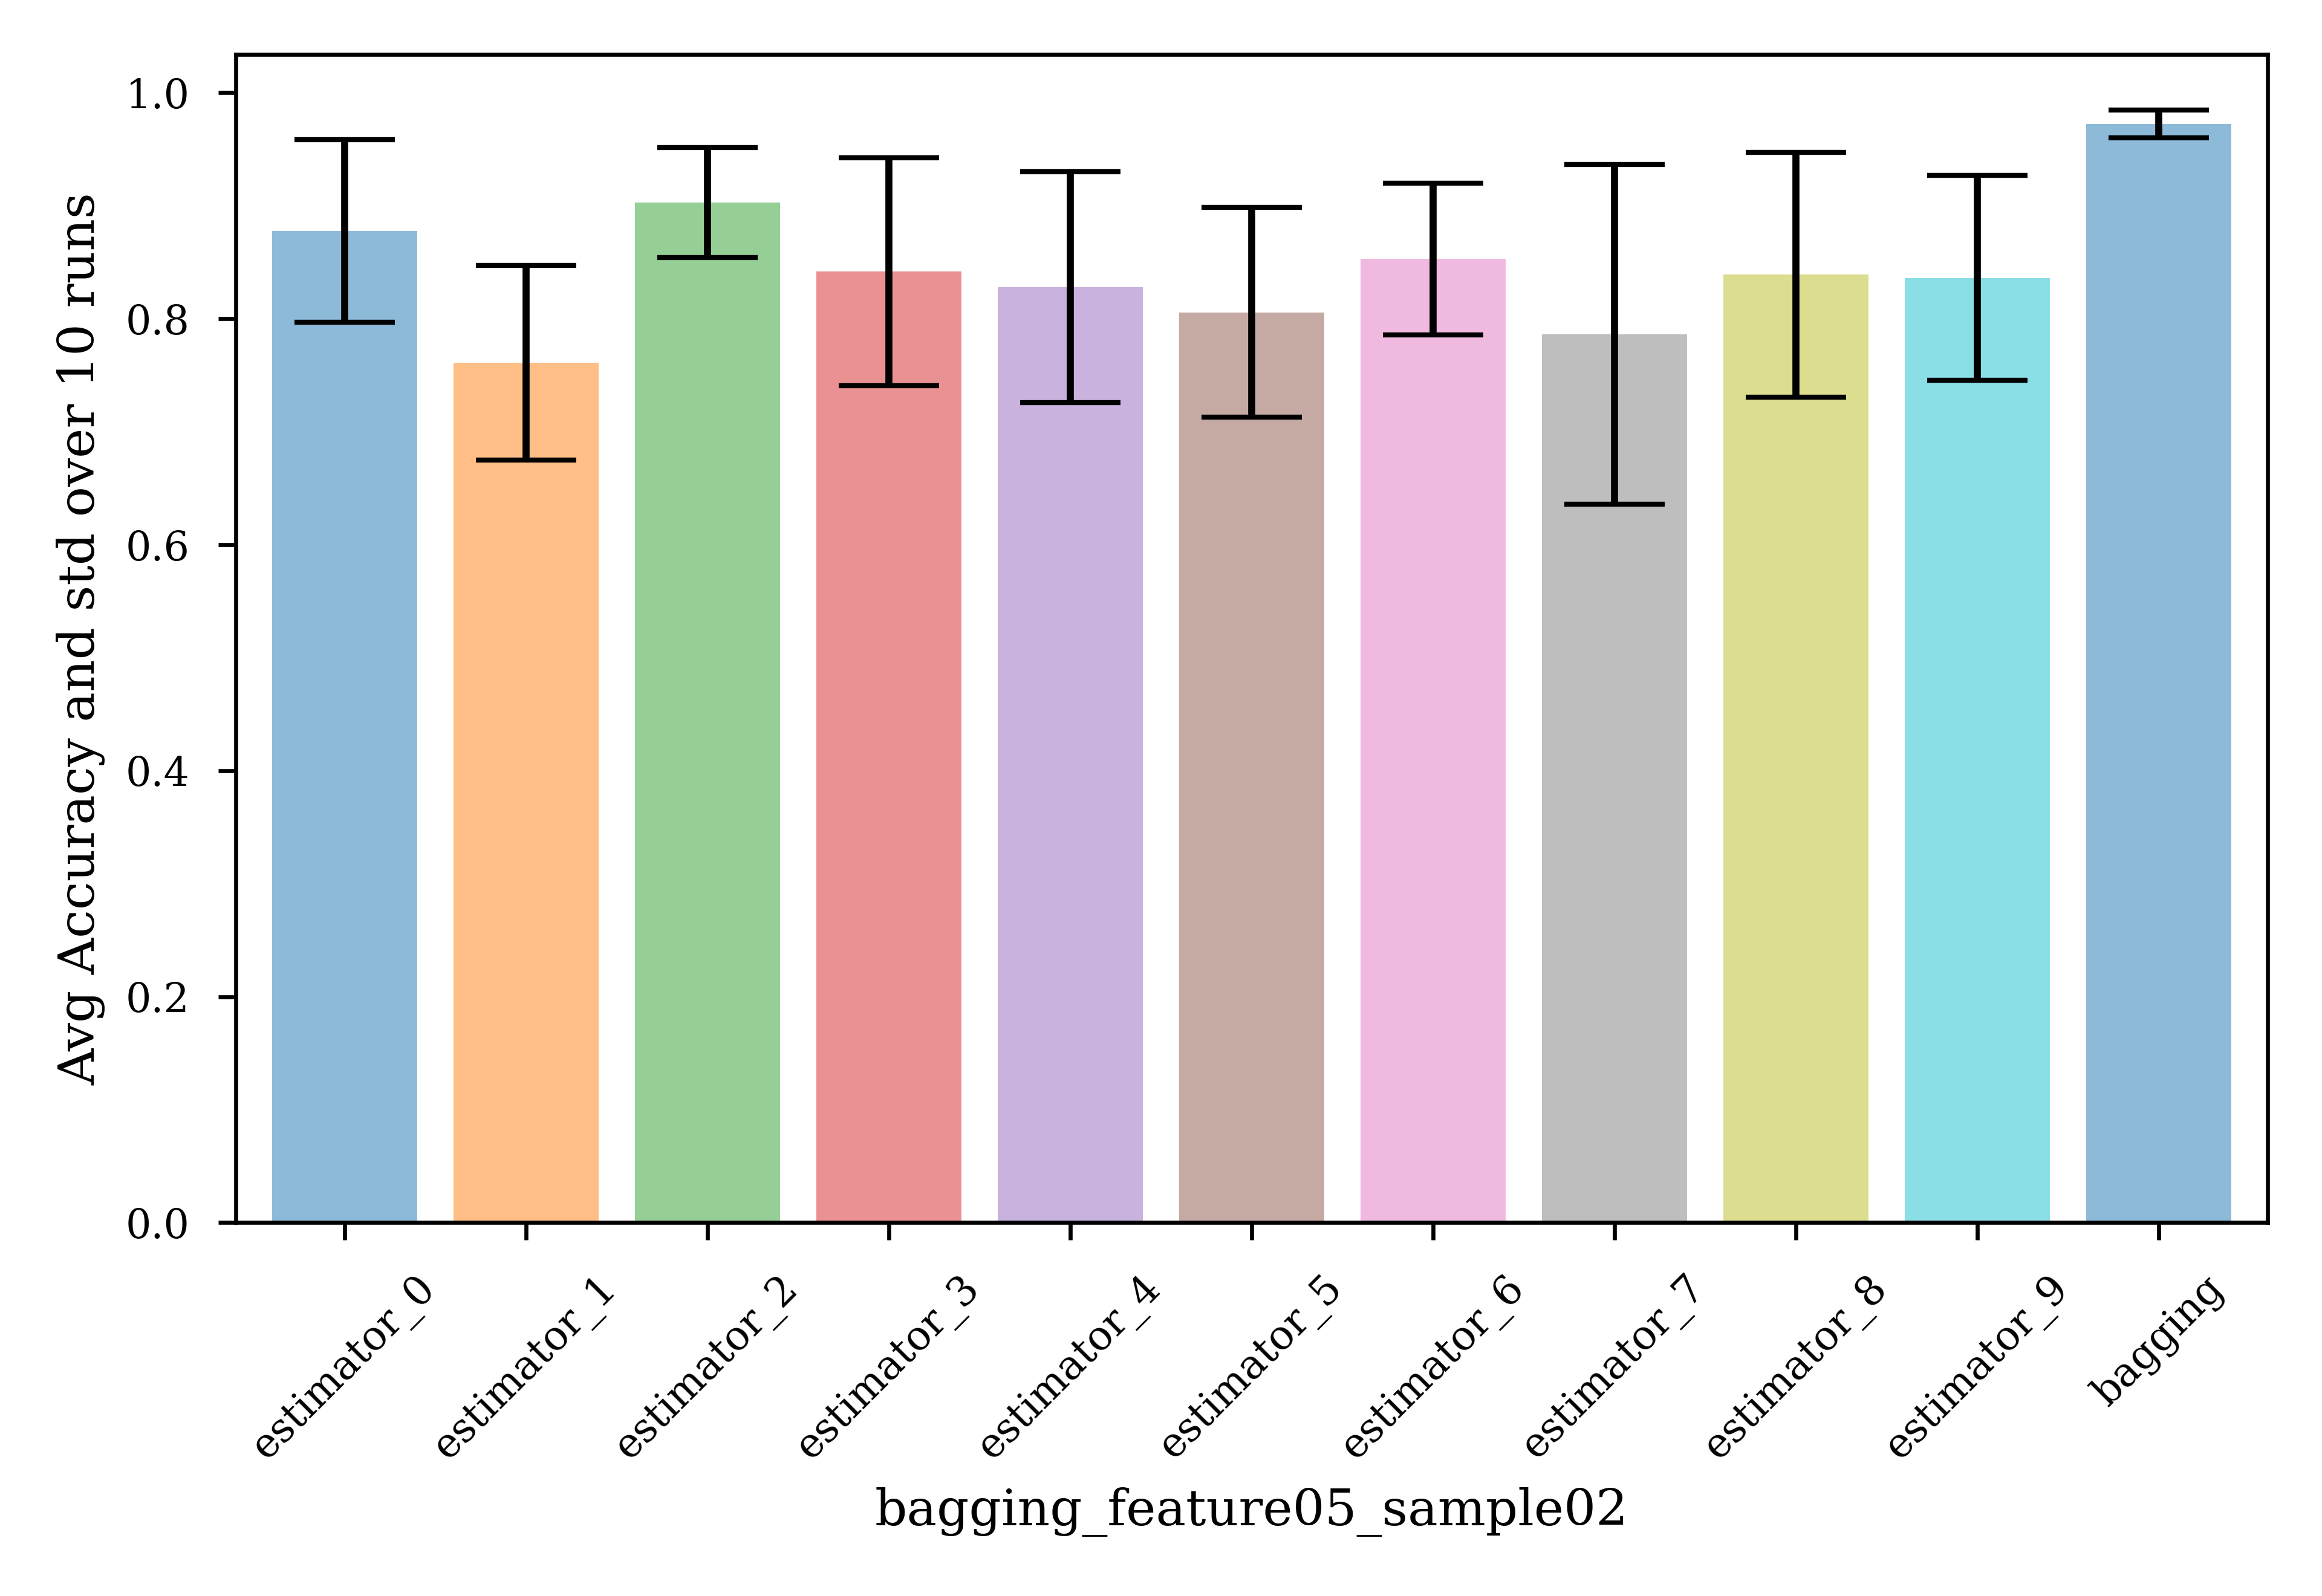 Avg Accuracy and std over 10 runs
1.0
0.8
0.6
0.4
0.2
0.0
estimator_0
estimator_1
estimator_2
estimator_3
estimator_4
estimator_5
estimator_6
estimator_7
estimator_8
estimator_9
bagging
bagging_feature05_sample02